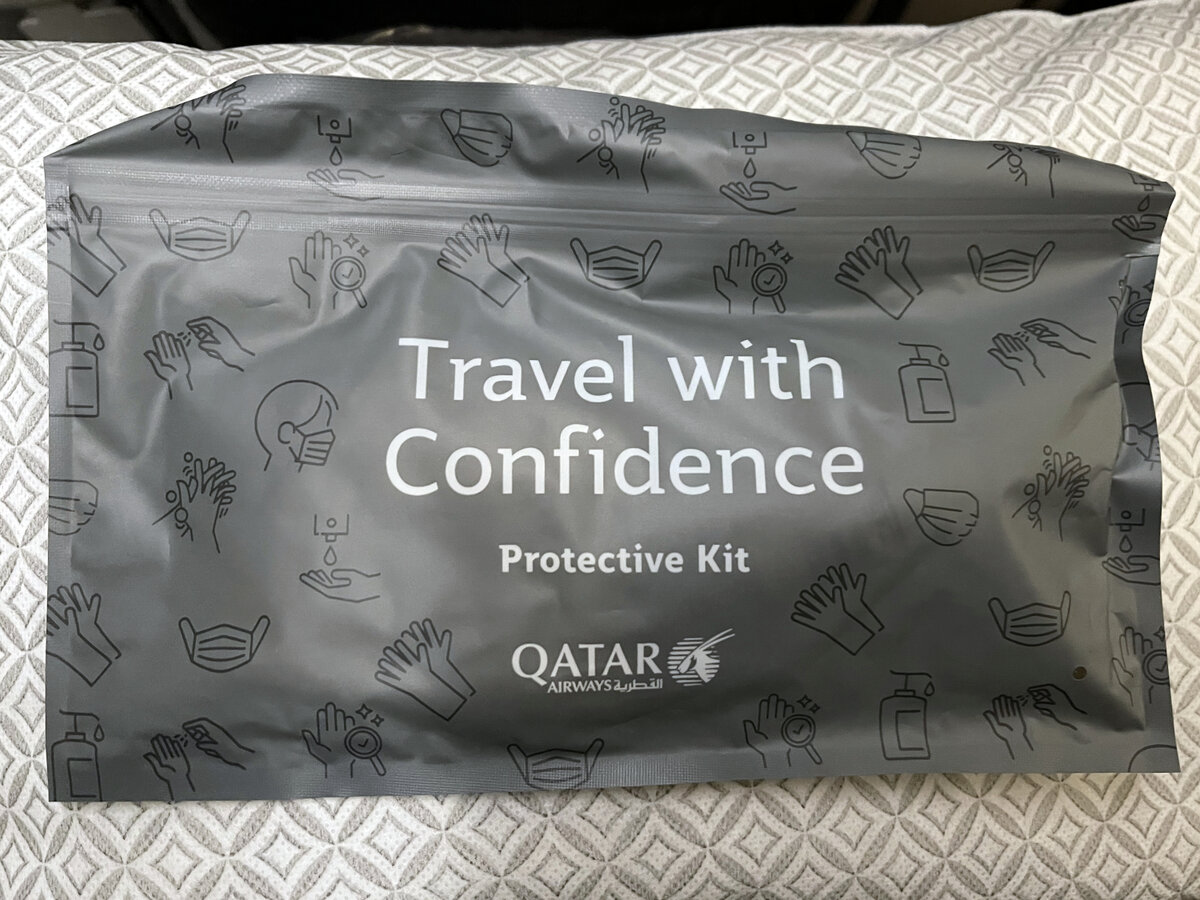 Travel with
Confidence
Protective Kit
QATAR
AIRWAYS القطرية